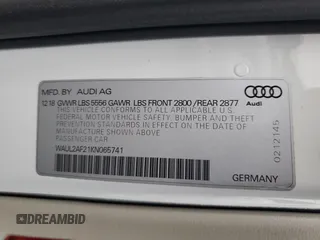 MFD. BY AUDI AG
12.18 GVWR LBS 5556 GAWR LBS FRONT 2800 /REAR 2877
THIS VEHICLE CONFORMS TO ALL APPLICABLE U.S.
FEDERAL MOTOR VEHICLE SAFETY, BUMPER AND THEFT
PREVENTION STANDARDS IN EFFECT ON THE DATE OF
MANUFACTURE SHOWN ABOVE.
PASSENGER CAR
WAUL2AF21KN065741
GERMANY
Audi
0212145
DREAMBID